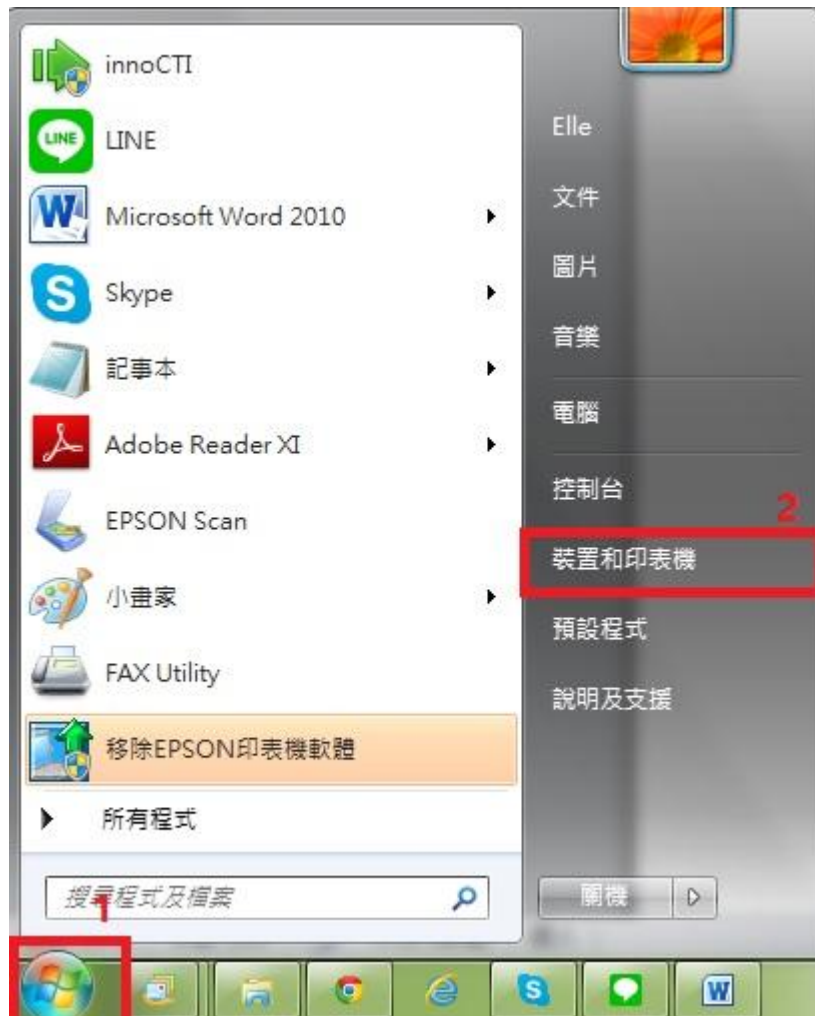 innoCTI
LINE
Microsoft Word 2010
Skype
記事本
Adobe Reader XI
EPSON Scan
小畫家
FAX Utility
移除EPSON印表機軟體
所有程式
搜尋程式及檔案
1
Elle
文件
圖片
音樂
電腦
控制台
2
裝置和印表機
預設程式
說明及支援
關機